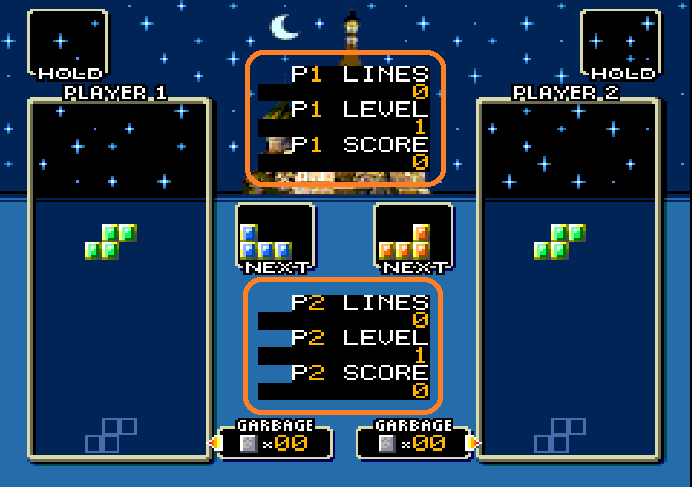 HOLD
HOLD
PLAYER 1
PLAYER 2
P1 LINES
0
P1 LEVEL
1
P1 SCORE
0
NEXT
NEXT
P2 LINES
0
P2 LEVEL
1
P2 SCORE
0
GARBAGE
×00
GARBAGE
×00